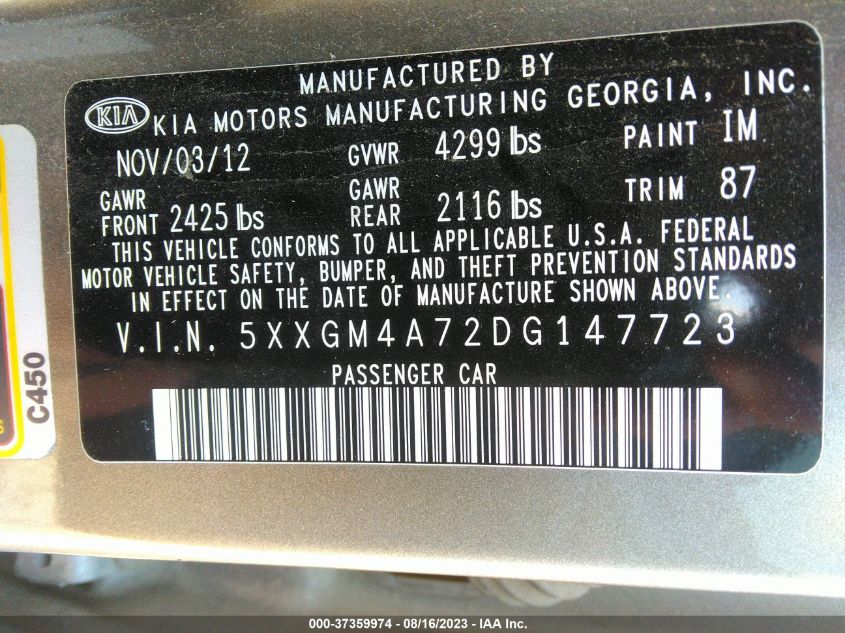 MANUFACTURED BY
KIA KIA MOTORS MANUFACTURING GEORGIA, INC.
NOV/03/12 GVWR 4299 lbs PAINT IM
GAWR FRONT 2425 lbs GAWR REAR 2116 lbs TRIM 87
THIS VEHICLE CONFORMS TO ALL APPLICABLE U.S.A. FEDERAL
MOTOR VEHICLE SAFETY, BUMPER, AND THEFT PREVENTION STANDARDS
IN EFFECT ON THE DATE OF MANUFACTURE SHOWN ABOVE.
V.I.N. 5XXGM4A72DG147723
PASSENGER CAR
C450
000-37359974 - 08/16/2023 - IAA Inc.